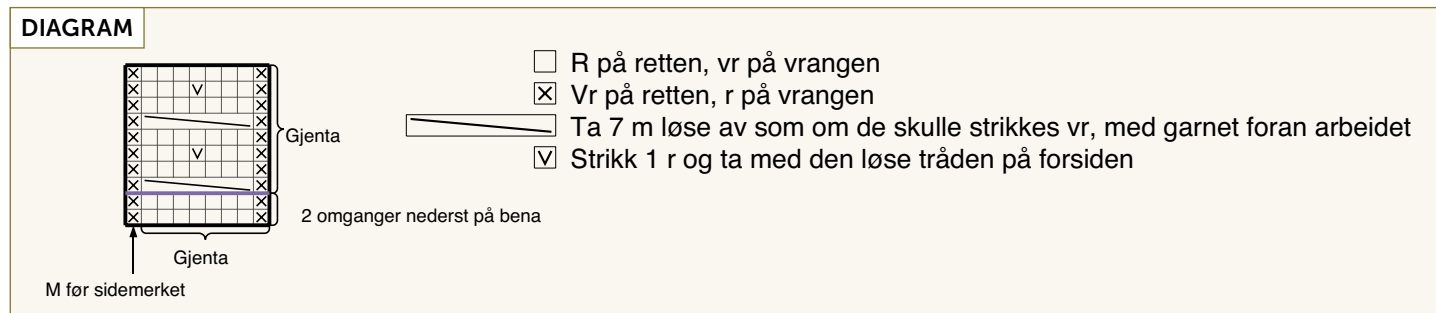 DIAGRAM
R på retten, vr på vrangen
Vr på retten, r på vrangen
Ta 7 m løse av som om de skulle strikkes vr, med garnet foran arbeidet
Strikk 1 r og ta med den løse tråden på forsiden
Gjenta
2 omganger nederst på bena
Gjenta
M før sidemerket